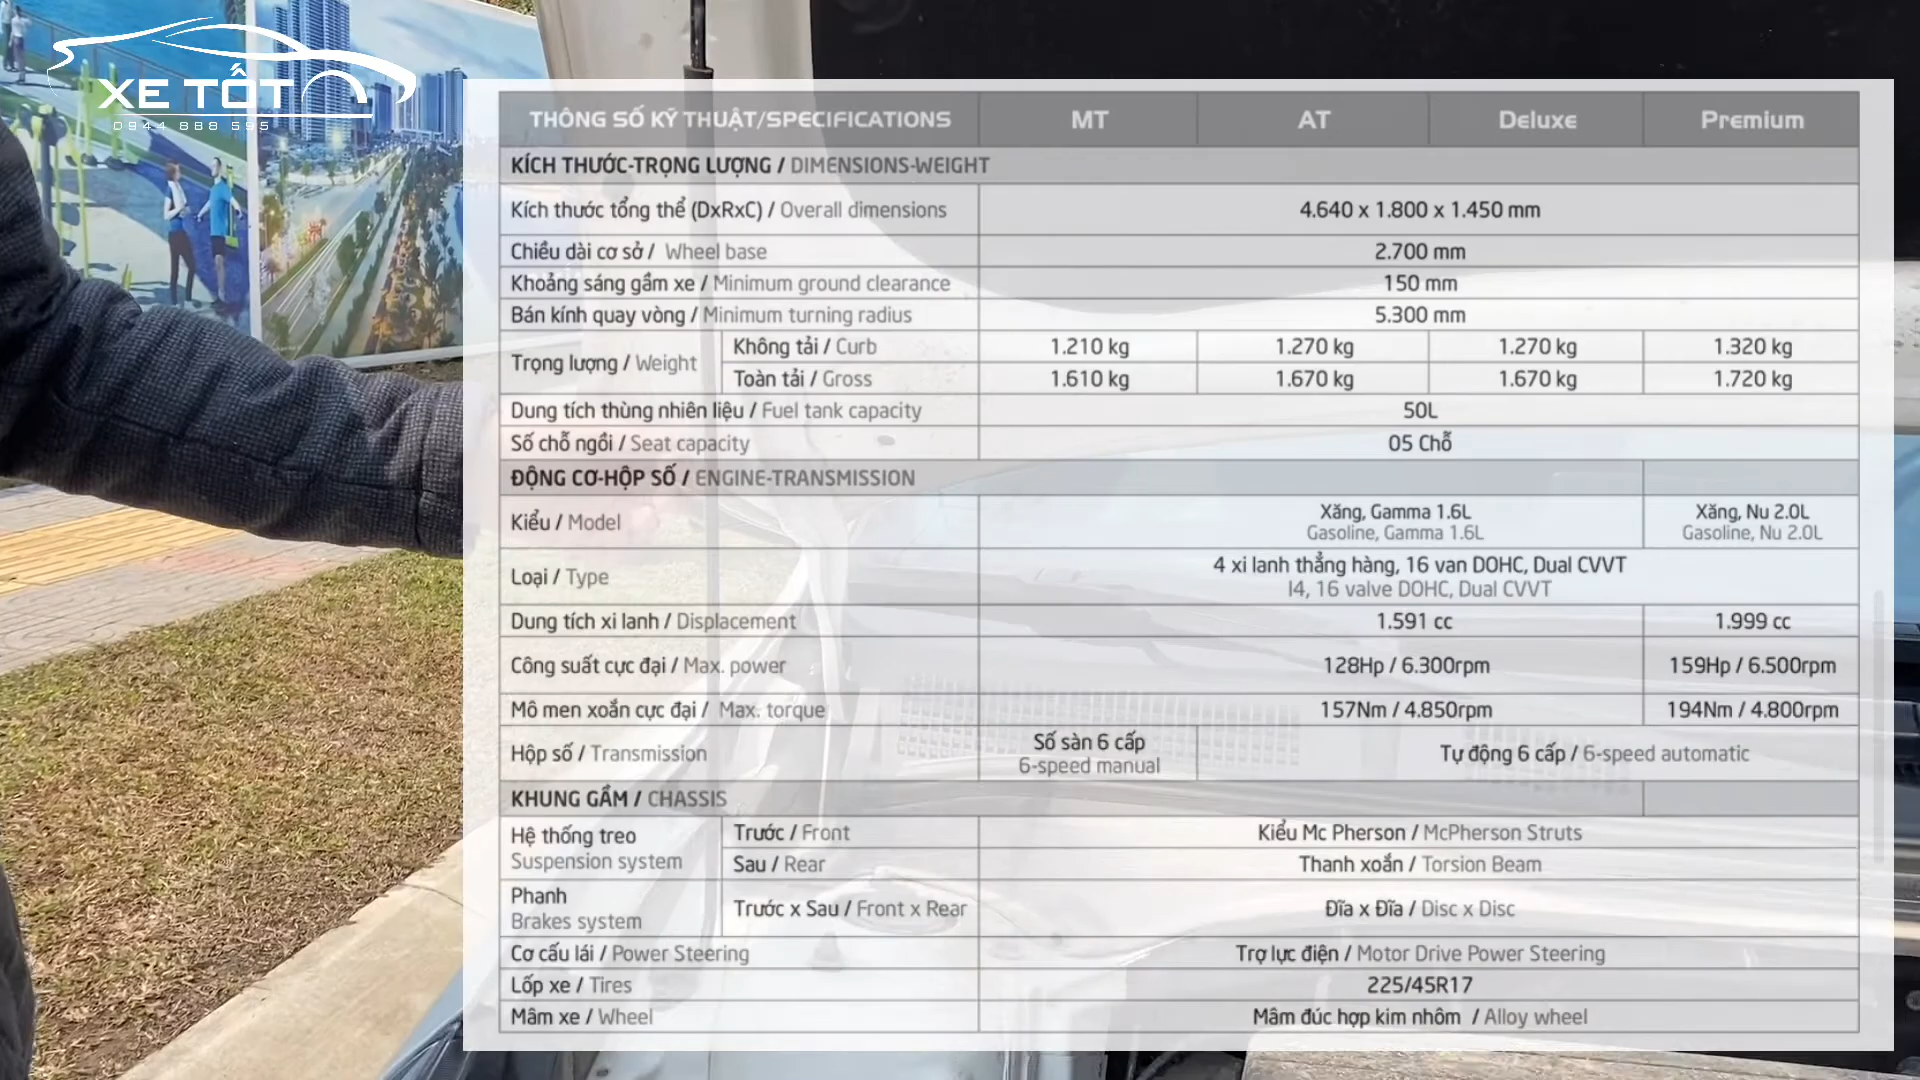 XE TỐT
0944 888 595
THÔNG SỐ KỸ THUẬT/SPECIFICATIONS MT AT Deluxe Premium
KÍCH THƯỚC-TRỌNG LƯỢNG / DIMENSIONS-WEIGHT
Kích thước tổng thể (DxRxC) / Overall dimensions 4.640 x 1.800 x 1.450 mm
Chiều dài cơ sở / Wheel base 2.700 mm
Khoảng sáng gầm xe / Minimum ground clearance 150 mm
Bán kính quay vòng / Minimum turning radius 5.300 mm
Trọng lượng / Weight Không tải / Curb 1.210 kg 1.270 kg 1.270 kg 1.320 kg
Toàn tải / Gross 1.610 kg 1.670 kg 1.670 kg 1.720 kg
Dung tích thùng nhiên liệu / Fuel tank capacity 50L
Số chỗ ngồi / Seat capacity 05 Chỗ
ĐỘNG CƠ-HỘP SỐ / ENGINE-TRANSMISSION
Kiểu / Model Xăng, Gamma 1.6L Xăng, Nu 2.0L
Gasoline, Gamma 1.6L Gasoline, Nu 2.0L
Loại / Type 4 xi lanh thẳng hàng, 16 van DOHC, Dual CVVT
I4, 16 valve DOHC, Dual CVVT
Dung tích xi lanh / Displacement 1.591 cc 1.999 cc
Công suất cực đại / Max. power 128Hp / 6.300rpm 159Hp / 6.500rpm
Mô men xoắn cực đại / Max. torque 157Nm / 4.850rpm 194Nm / 4.800rpm
Hộp số / Transmission Số sàn 6 cấp Tự động 6 cấp / 6-speed automatic
6-speed manual
KHUNG GẦM / CHASSIS
Hệ thống treo Trước / Front Kiểu Mc Pherson / McPherson Struts
Suspension system Sau / Rear Thanh xoắn / Torsion Beam
Phanh
Brakes system Trước x Sau / Front x Rear Đĩa x Đĩa / Disc x Disc
Cơ cấu lái / Power Steering Trợ lực điện / Motor Drive Power Steering
Lốp xe / Tires 225/45R17
Mâm xe / Wheel Mâm đúc hợp kim nhôm / Alloy wheel